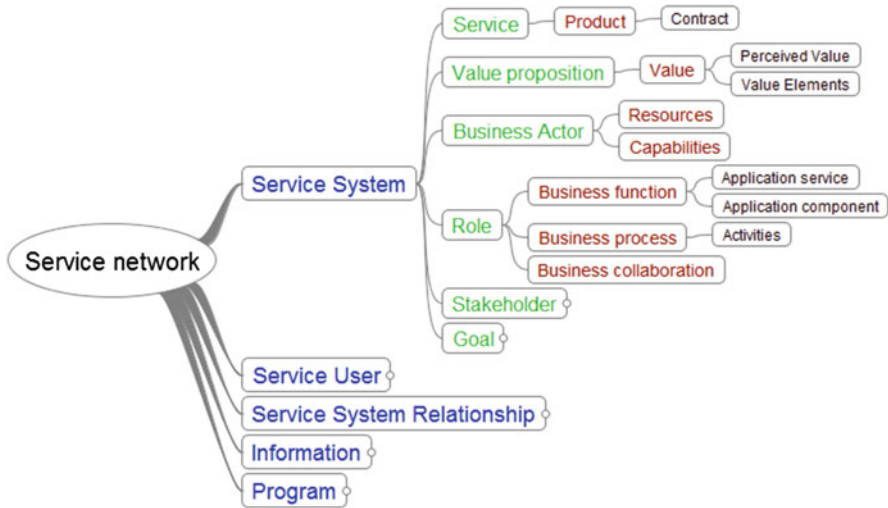 Service network
Service System
Service
Product
Contract
Value proposition
Value
Perceived Value
Value Elements
Business Actor
Resources
Capabilities
Role
Business function
Application service
Application component
Business process
Activities
Business collaboration
Stakeholder
Goal
Service User
Service System Relationship
Information
Program